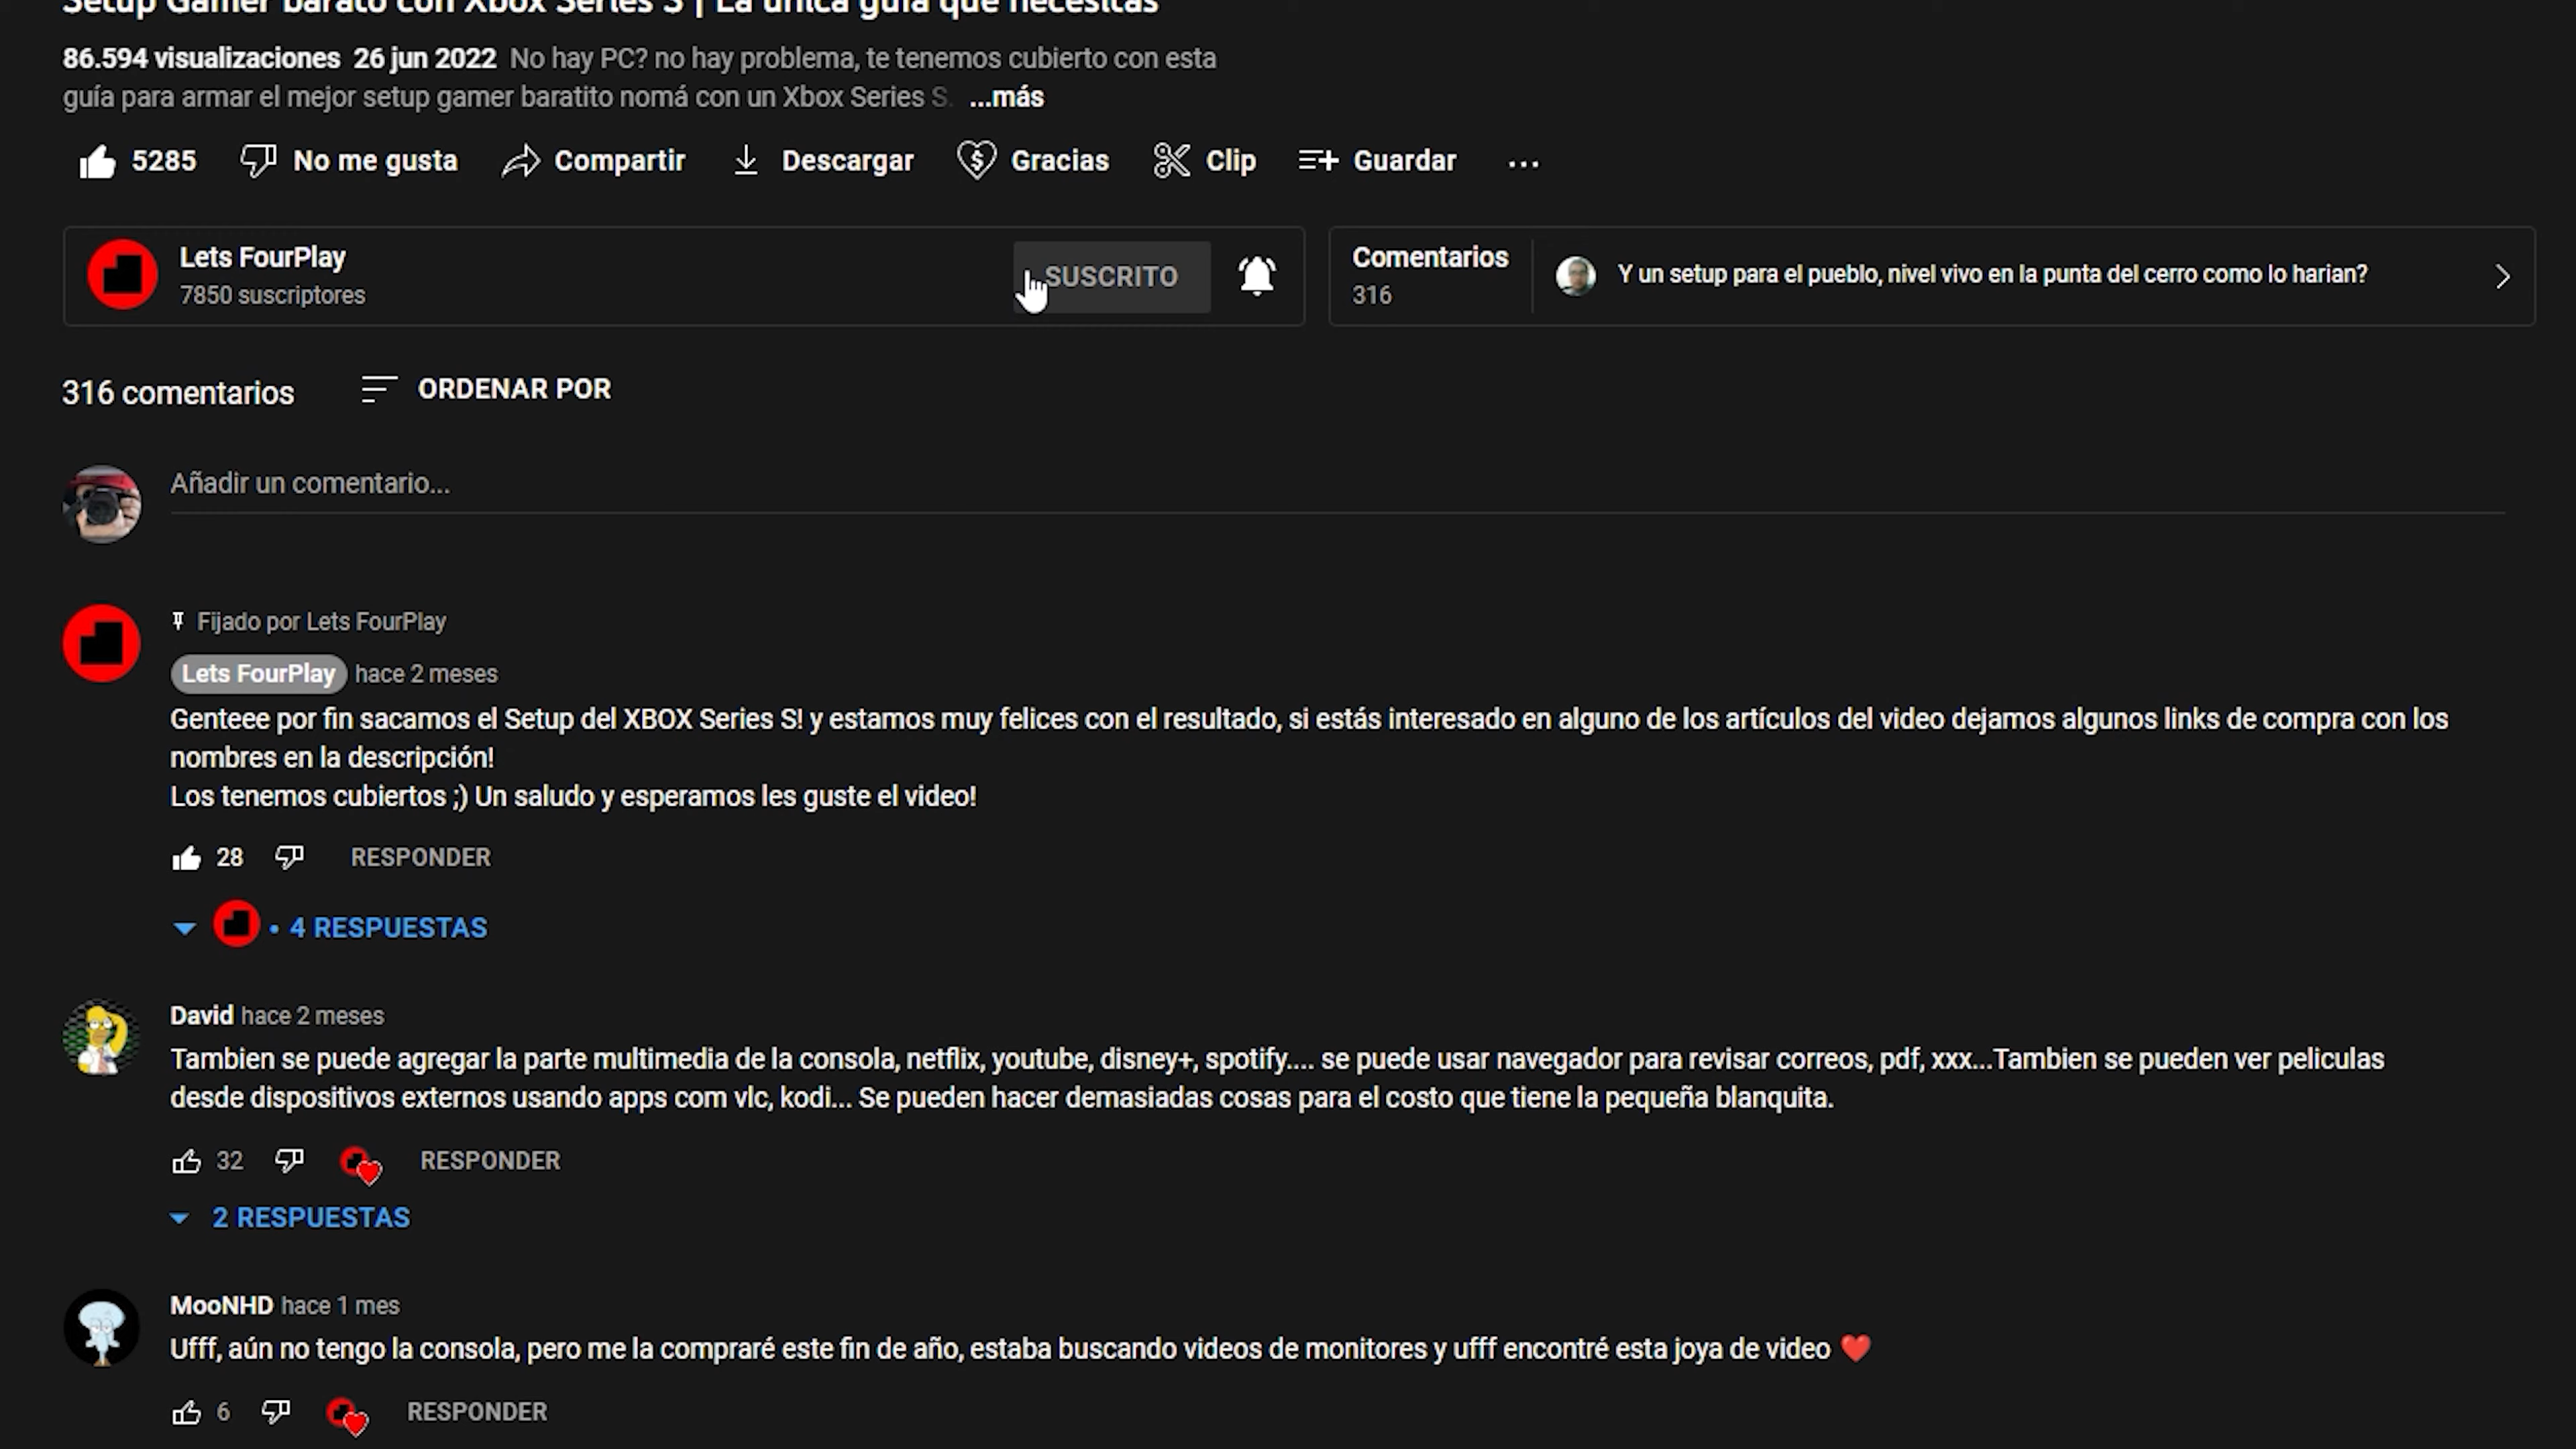 Setup Gamer barato con Xbox Series S | La única guía que necesitas
86.594 visualizaciones 26 jun 2022 No hay PC? no hay problema, te tenemos cubierto con esta
guía para armar el mejor setup gamer baratito nomá con un Xbox Series S. ...más
5285 No me gusta Compartir Descargar Gracias Clip Guardar ...
Lets FourPlay
7850 suscriptores
SUSCRITO
Comentarios
316
Y un setup para el pueblo, nivel vivo en la punta del cerro como lo harian?
316 comentarios ORDENAR POR
Añadir un comentario...
Fijado por Lets FourPlay
Lets FourPlay hace 2 meses
Genteee por fin sacamos el Setup del XBOX Series S! y estamos muy felices con el resultado, si estás interesado en alguno de los artículos del video dejamos algunos links de compra con los
nombres en la descripción!
Los tenemos cubiertos ;) Un saludo y esperamos les guste el video!
28 RESPONDER
• 4 RESPUESTAS
David hace 2 meses
Tambien se puede agregar la parte multimedia de la consola, netflix, youtube, disney+, spotify.... se puede usar navegador para revisar correos, pdf, xxx...Tambien se pueden ver peliculas
desde dispositivos externos usando apps com vlc, kodi... Se pueden hacer demasiadas cosas para el costo que tiene la pequeña blanquita.
32 RESPONDER
2 RESPUESTAS
MooNHD hace 1 mes
Ufff, aún no tengo la consola, pero me la compraré este fin de año, estaba buscando videos de monitores y ufff encontré esta joya de video ❤️
6 RESPONDER